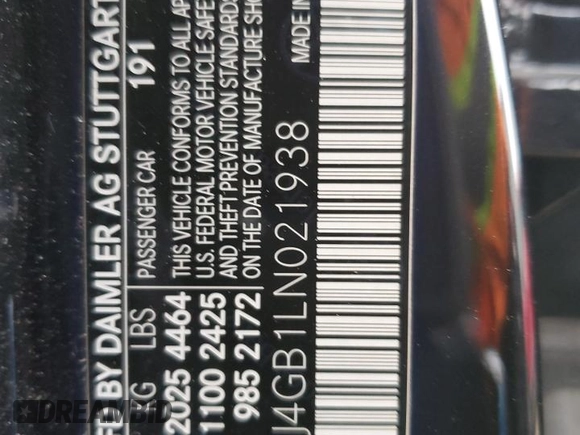 FD BY DAIMLER AG STUTTGART
191
KG LBS PASSENGER CAR
2025 4464 THIS VEHICLE CONFORMS TO ALL AP
1100 2425 U.S. FEDERAL MOTOR VEHICLE SAFE
985 2172 AND THEFT PREVENTION STANDARDS
ON THE DATE OF MANUFACTURE SH
MADE IN
J4GB1LN021938
DREAMBID